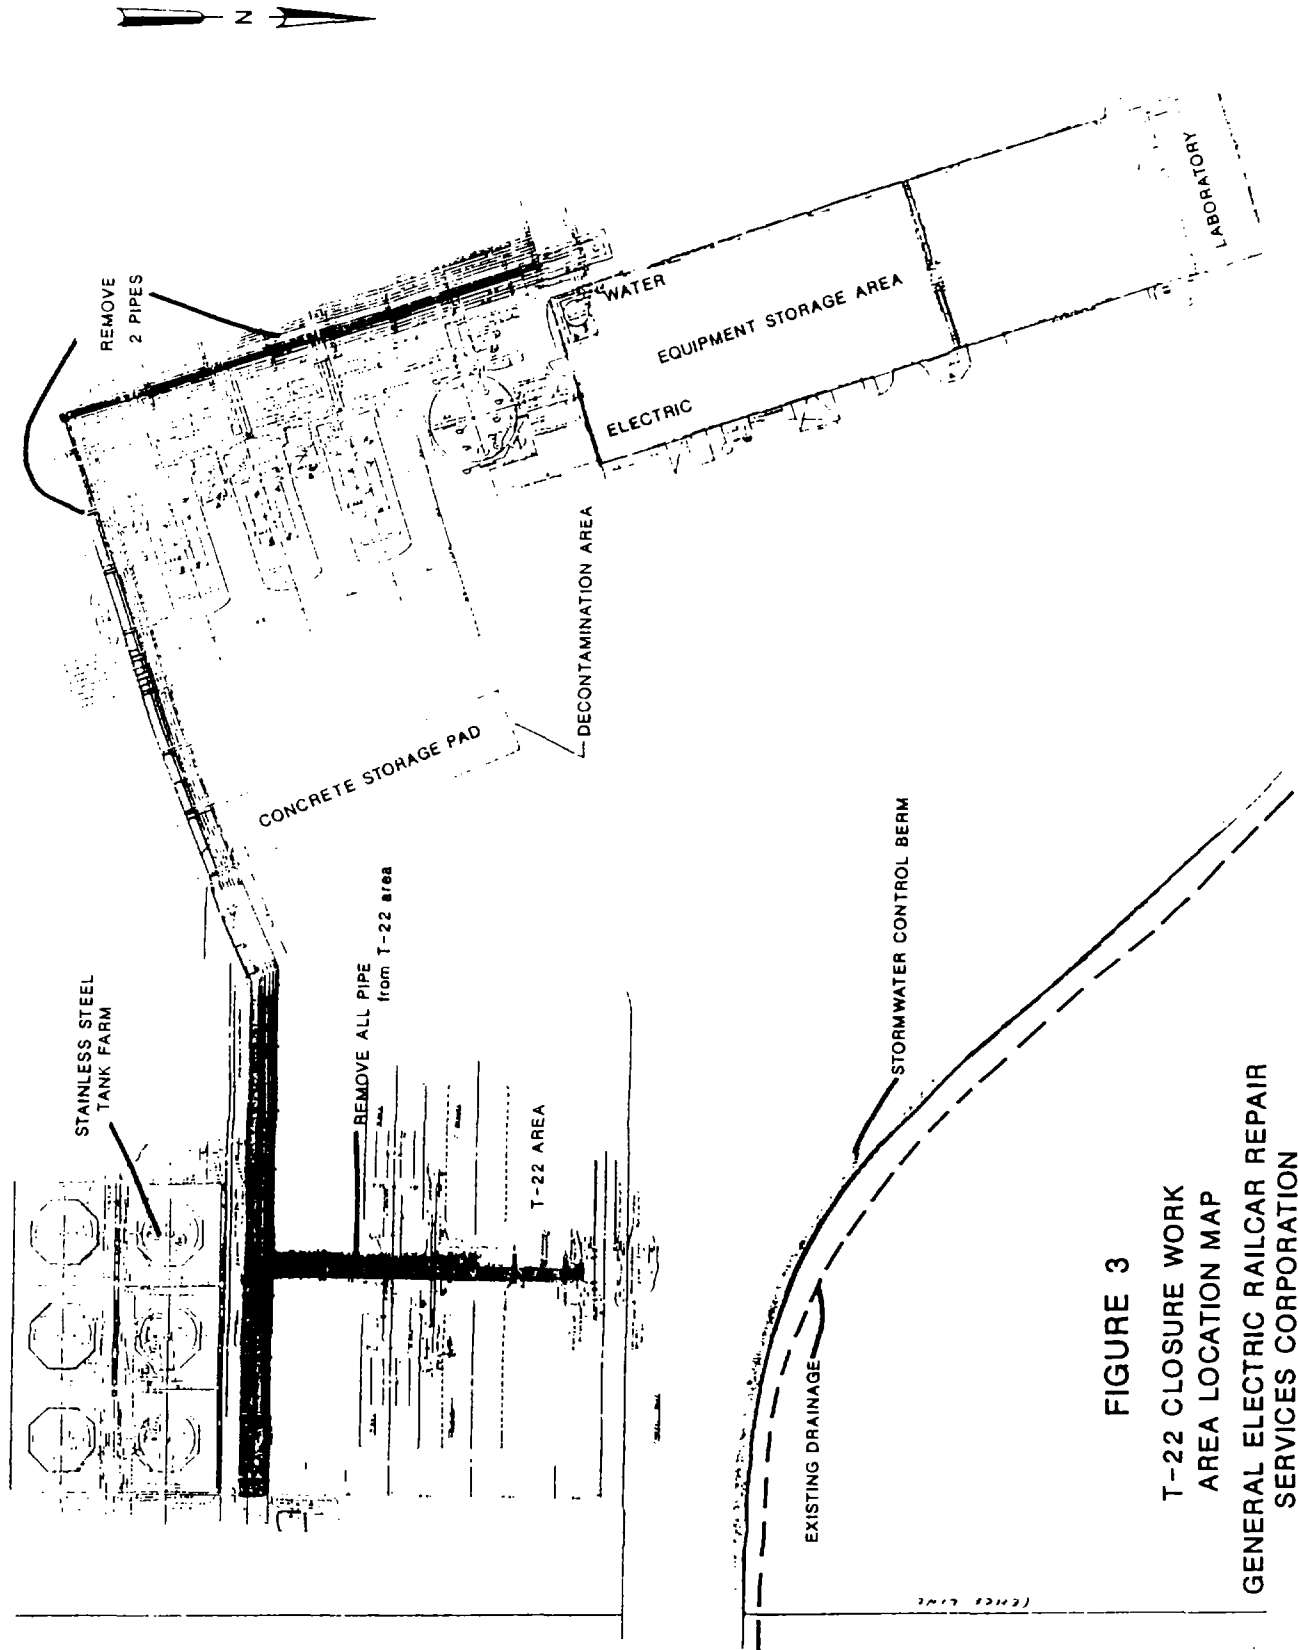 N
REMOVE
2 PIPES
STAINLESS STEEL
TANK FARM
WATER
EQUIPMENT STORAGE AREA
ELECTRIC
LABORATORY
CONCRETE STORAGE PAD
DECONTAMINATION AREA
REMOVE ALL PIPE
from T-22 area
T-22 AREA
STORMWATER CONTROL BERM
EXISTING DRAINAGE
FENCE LINE
FIGURE 3
T-22 CLOSURE WORK
AREA LOCATION MAP
GENERAL ELECTRIC RAILCAR REPAIR
SERVICES CORPORATION